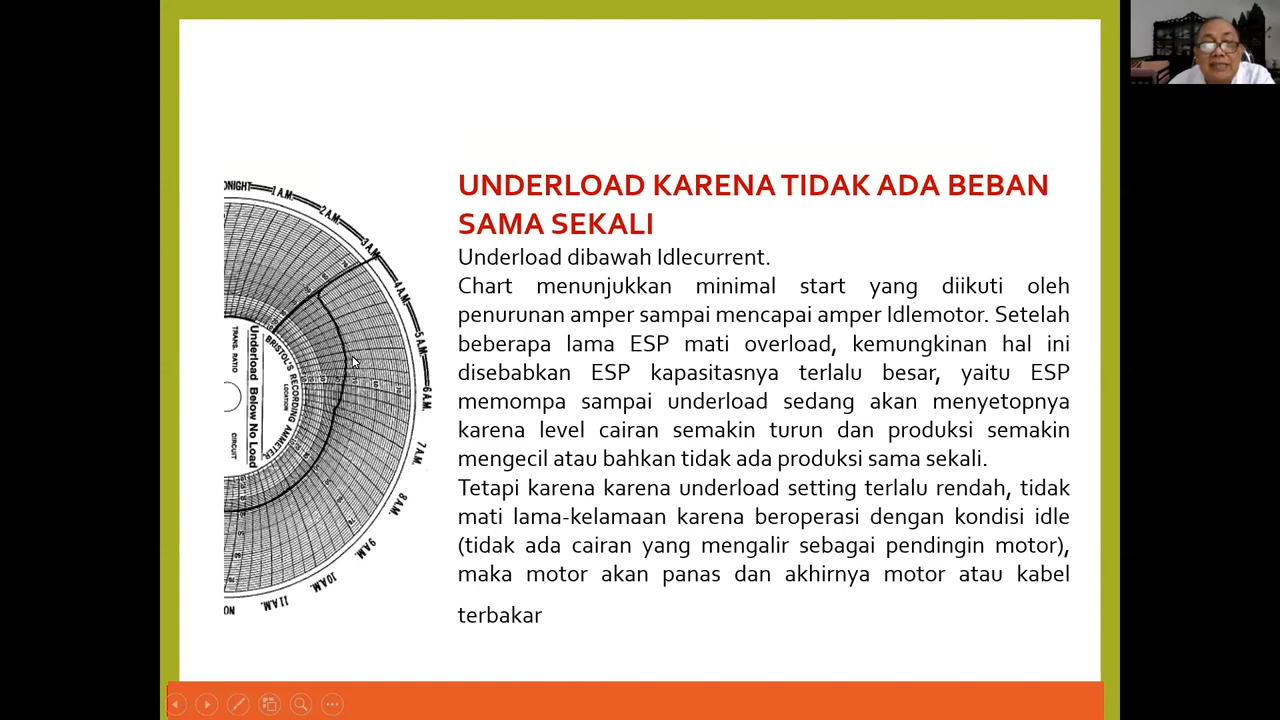 UNDERLOAD KARENA TIDAK ADA BEBAN
SAMA SEKALI
Underload dibawah Idlecurrent.
Chart menunjukkan minimal start yang diikuti oleh
penurunan amper sampai mencapai amper Idlemotor. Setelah
beberapa lama ESP mati overload, kemungkinan hal ini
disebabkan ESP kapasitasnya terlalu besar, yaitu ESP
memompa sampai underload sedang akan menyetopnya
karena level cairan semakin turun dan produksi semakin
mengecil atau bahkan tidak ada produksi sama sekali.
Tetapi karena karena underload setting terlalu rendah, tidak
mati lama-kelamaan karena beroperasi dengan kondisi idle
(tidak ada cairan yang mengalir sebagai pendingin motor),
maka motor akan panas dan akhirnya motor atau kabel
terbakar
ONIGHT
1 A.M.
2 A.M.
3 A.M.
4 A.M.
5 A.M.
6 A.M.
7 A.M.
8 A.M.
9 A.M.
10 A.M.
11 A.M.
NO
BRISTOL'S RECORDING AMMETER
LOCATION
Underload Below No Load
TRANS. RATIO
CIRCUIT